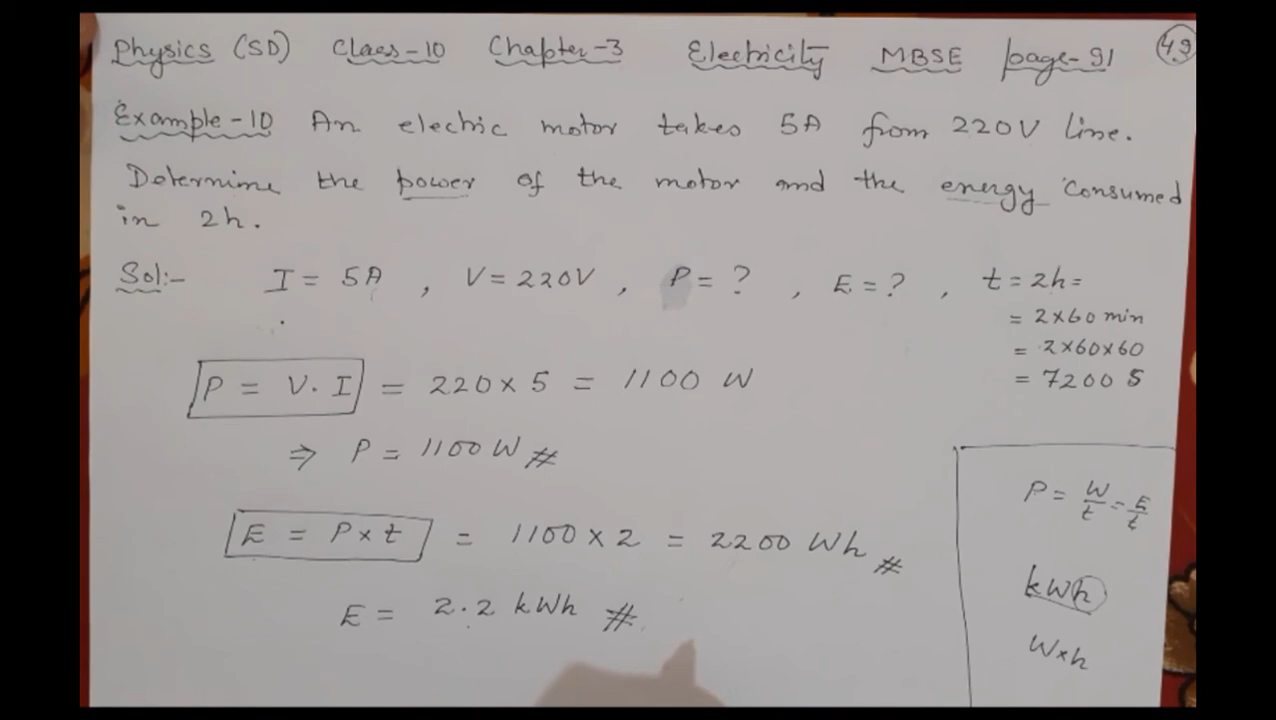 Physics (SD) Class-10 Chapter-3 Electricity MBSE page-91 49
Example-10 An electric motor takes 5A from 220V line.
Determine the power of the motor and the energy consumed
in 2h.
Sol:- I = 5A , V = 220V , P = ? , E = ? , t = 2h =
= 2×60 min
= 2×60×60
= 7200 S
P = V. I = 220 × 5 = 1100 W
⇒ P = 1100 W #
E = P×t = 1100 × 2 = 2200 Wh #
E = 2.2 kWh #
P = W/t = E/t
kWh
W×h